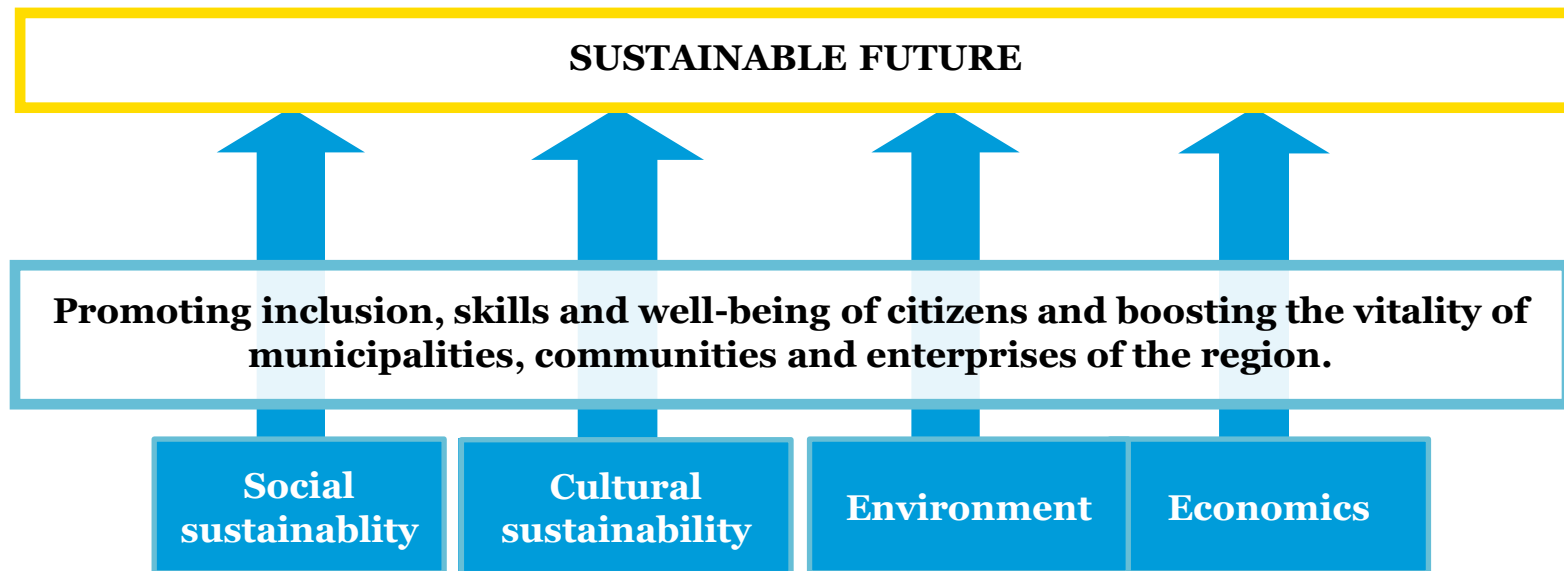 SUSTAINABLE FUTURE
Promoting inclusion, skills and well-being of citizens and boosting the vitality of
municipalities, communities and enterprises of the region.
Social
sustainablity
Cultural
sustainability
Environment
Economics